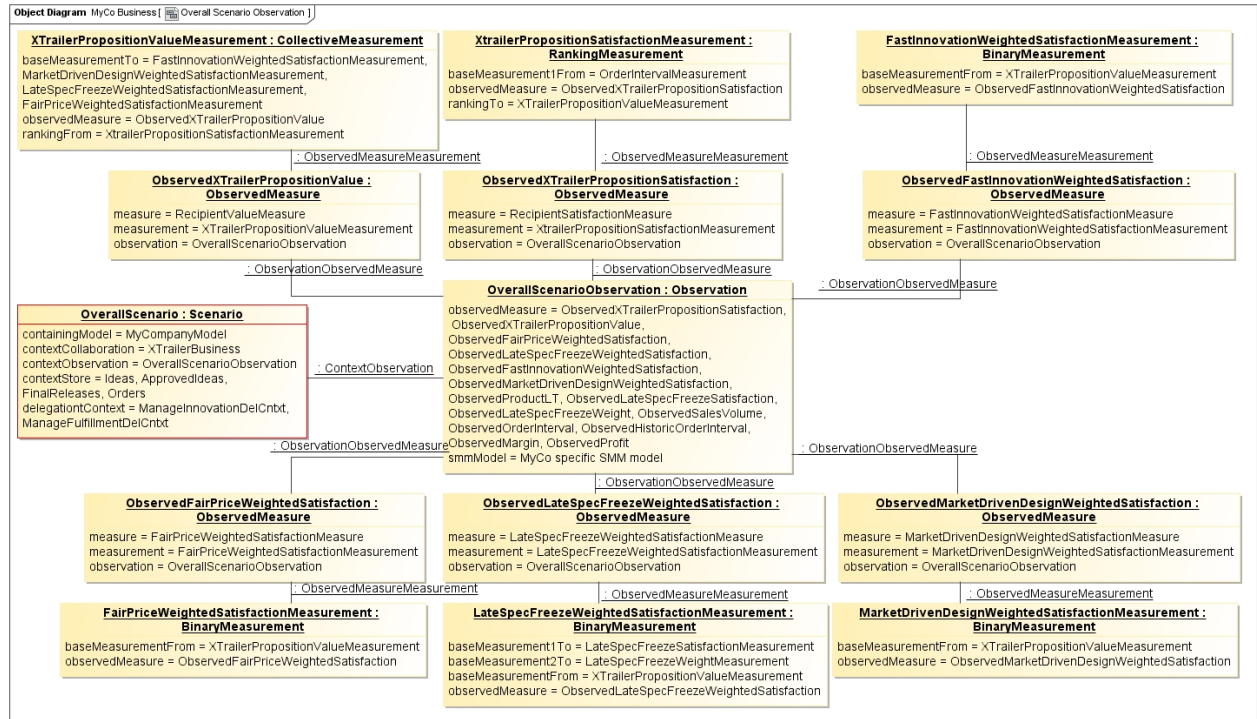 Object Diagram MyCo Business [ Overall Scenario Observation ]
XTrailerPropositionValueMeasurement : CollectiveMeasurement
baseMeasurementTo = FastInnovationWeightedSatisfactionMeasurement,
MarketDrivenDesignWeightedSatisfactionMeasurement,
LateSpecFreezeWeightedSatisfactionMeasurement,
FairPriceWeightedSatisfactionMeasurement
observedMeasure = ObservedXTrailerPropositionValue
rankingFrom = XtrailerPropositionSatisfactionMeasurement
XtrailerPropositionSatisfactionMeasurement :
RankingMeasurement
baseMeasurement1From = OrderIntervalMeasurement
observedMeasure = ObservedXTrailerPropositionSatisfaction
rankingTo = XTrailerPropositionValueMeasurement
FastInnovationWeightedSatisfactionMeasurement :
BinaryMeasurement
baseMeasurementFrom = XTrailerPropositionValueMeasurement
observedMeasure = ObservedFastInnovationWeightedSatisfaction
: ObservedMeasureMeasurement
: ObservedMeasureMeasurement
: ObservedMeasureMeasurement
ObservedXTrailerPropositionValue :
ObservedMeasure
measure = RecipientValueMeasure
measurement = XTrailerPropositionValueMeasurement
observation = OverallScenarioObservation
ObservedXTrailerPropositionSatisfaction :
ObservedMeasure
measure = RecipientSatisfactionMeasure
measurement = XtrailerPropositionSatisfactionMeasurement
observation = OverallScenarioObservation
ObservedFastInnovationWeightedSatisfaction :
ObservedMeasure
measure = FastInnovationWeightedSatisfactionMeasure
measurement = FastInnovationWeightedSatisfactionMeasurement
observation = OverallScenarioObservation
: ObservationObservedMeasure
: ObservationObservedMeasure
: ObservationObservedMeasure
OverallScenario : Scenario
containingModel = MyCompanyModel
contextCollaboration = XTrailerBusiness
contextObservation = OverallScenarioObservation
contextStore = Ideas, ApprovedIdeas,
FinalReleases, Orders
delegationtContext = ManageInnovationDelCntxt,
ManageFulfillmentDelCntxt
: ContextObservation
OverallScenarioObservation : Observation
observedMeasure = ObservedXTrailerPropositionSatisfaction,
ObservedXTrailerPropositionValue,
ObservedFairPriceWeightedSatisfaction,
ObservedLateSpecFreezeWeightedSatisfaction,
ObservedFastInnovationWeightedSatisfaction,
ObservedMarketDrivenDesignWeightedSatisfaction,
ObservedProductLT, ObservedLateSpecFreezeSatisfaction,
ObservedLateSpecFreezeWeight, ObservedSalesVolume,
ObservedOrderInterval, ObservedHistoricOrderInterval,
ObservedMargin, ObservedProfit
smmModel = MyCo specific SMM model
: ObservationObservedMeasure
: ObservationObservedMeasure
: ObservationObservedMeasure
ObservedFairPriceWeightedSatisfaction :
ObservedMeasure
measure = FairPriceWeightedSatisfactionMeasure
measurement = FairPriceWeightedSatisfactionMeasurement
observation = OverallScenarioObservation
ObservedLateSpecFreezeWeightedSatisfaction :
ObservedMeasure
measure = LateSpecFreezeWeightedSatisfactionMeasure
measurement = LateSpecFreezeWeightedSatisfactionMeasurement
observation = OverallScenarioObservation
ObservedMarketDrivenDesignWeightedSatisfaction :
ObservedMeasure
measure = MarketDrivenDesignWeightedSatisfactionMeasure
measurement = MarketDrivenDesignWeightedSatisfactionMeasurement
observation = OverallScenarioObservation
: ObservedMeasureMeasurement
: ObservedMeasureMeasurement
: ObservedMeasureMeasurement
FairPriceWeightedSatisfactionMeasurement :
BinaryMeasurement
baseMeasurementFrom = XTrailerPropositionValueMeasurement
observedMeasure = ObservedFairPriceWeightedSatisfaction
LateSpecFreezeWeightedSatisfactionMeasurement :
BinaryMeasurement
baseMeasurement1To = LateSpecFreezeSatisfactionMeasurement
baseMeasurement2To = LateSpecFreezeWeightMeasurement
baseMeasurementFrom = XTrailerPropositionValueMeasurement
observedMeasure = ObservedLateSpecFreezeWeightedSatisfaction
MarketDrivenDesignWeightedSatisfactionMeasurement :
BinaryMeasurement
baseMeasurementFrom = XTrailerPropositionValueMeasurement
observedMeasure = ObservedMarketDrivenDesignWeightedSatisfaction